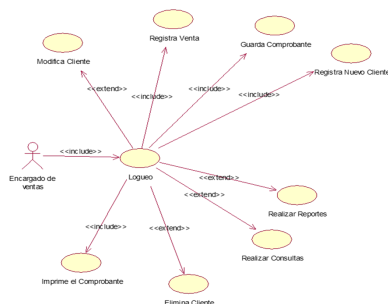 Registra Venta
Guarda Comprobante
Modifica Cliente
Registra Nuevo Cliente
<<extend>>
<<include>>
<<include>>
<<include>>
<<include>>
Encargado de
ventas
Logueo
<<extend>>
<<extend>>
Realizar Reportes
<<include>>
<<extend>>
Realizar Consultas
Imprime el Comprobante
Elimina Cliente